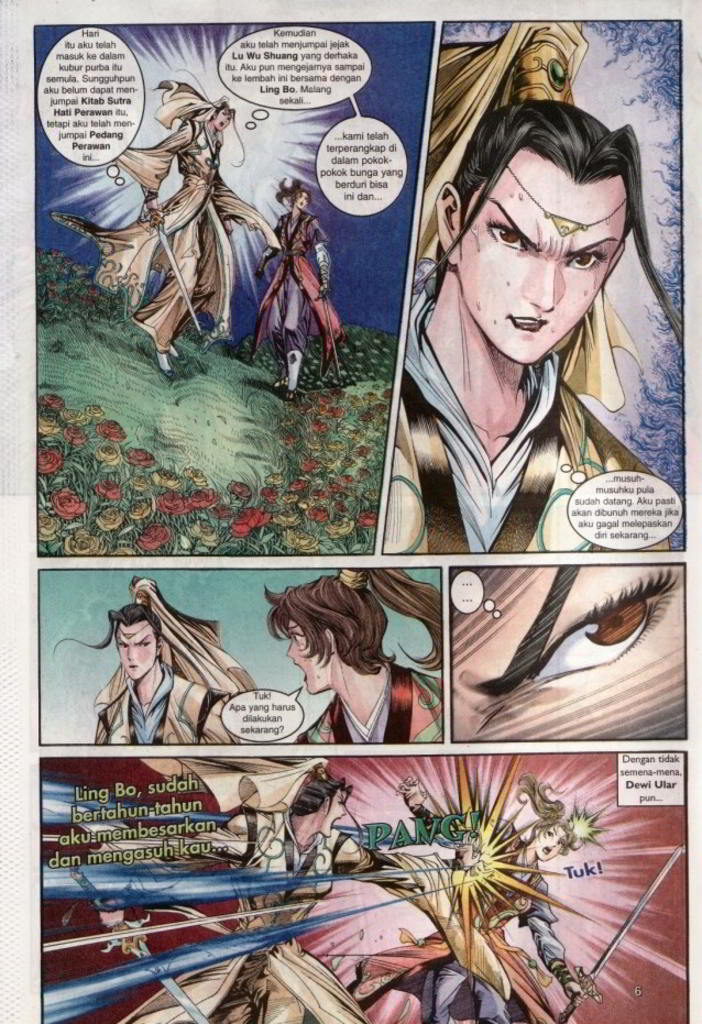 Hari
itu aku telah
masuk ke dalam
kubur purba itu
semula. Sungguhpun
aku belum dapat men-
jumpai Kitab Sutra
Hati Perawan itu,
tetapi aku telah men-
jumpai Pedang
Perawan
ini...
Kemudian
aku telah menjumpai jejak
Lu Wu Shuang yang derhaka
itu. Aku pun mengejarnya sampai
ke lembah ini bersama dengan
Ling Bo. Malang
sekali...
...kami telah
terperangkap di
dalam pokok-
pokok bunga yang
berduri bisa
ini dan...
...musuh-
musuhku pula
sudah datang. Aku pasti
akan dibunuh mereka jika
aku gagal melepaskan
diri sekarang...
Tuk!
Apa yang harus
dilakukan
sekarang?
...
...
Dengan tidak
semena-mena,
Dewi Ular
pun...
Ling Bo, sudah
bertahun-tahun
aku membesarkan
dan mengasuh kau...
PANG!
Tuk!
6